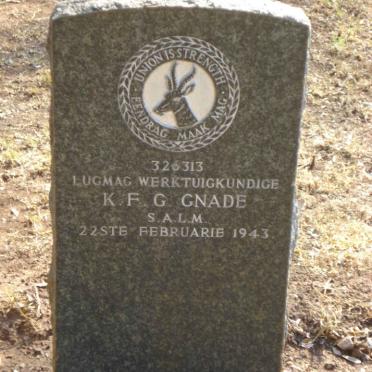 UNION IS STRENGTH
EENDRAG MAAK MAG
326313
LUGMAG WERKTUIGKUNDIGE
K. F. G. GNADE
S.A.L.M.
22STE FEBRUARIE 1943